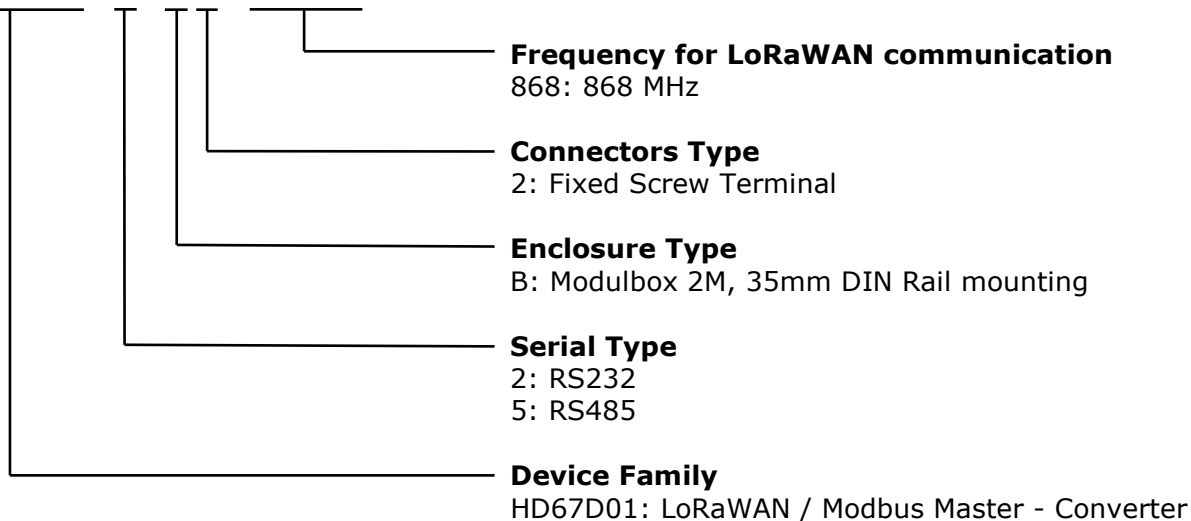 Frequency for LoRaWAN communication
868: 868 MHz
Connectors Type
2: Fixed Screw Terminal
Enclosure Type
B: Modulbox 2M, 35mm DIN Rail mounting
Serial Type
2: RS232
5: RS485
Device Family
HD67D01: LoRaWAN / Modbus Master - Converter